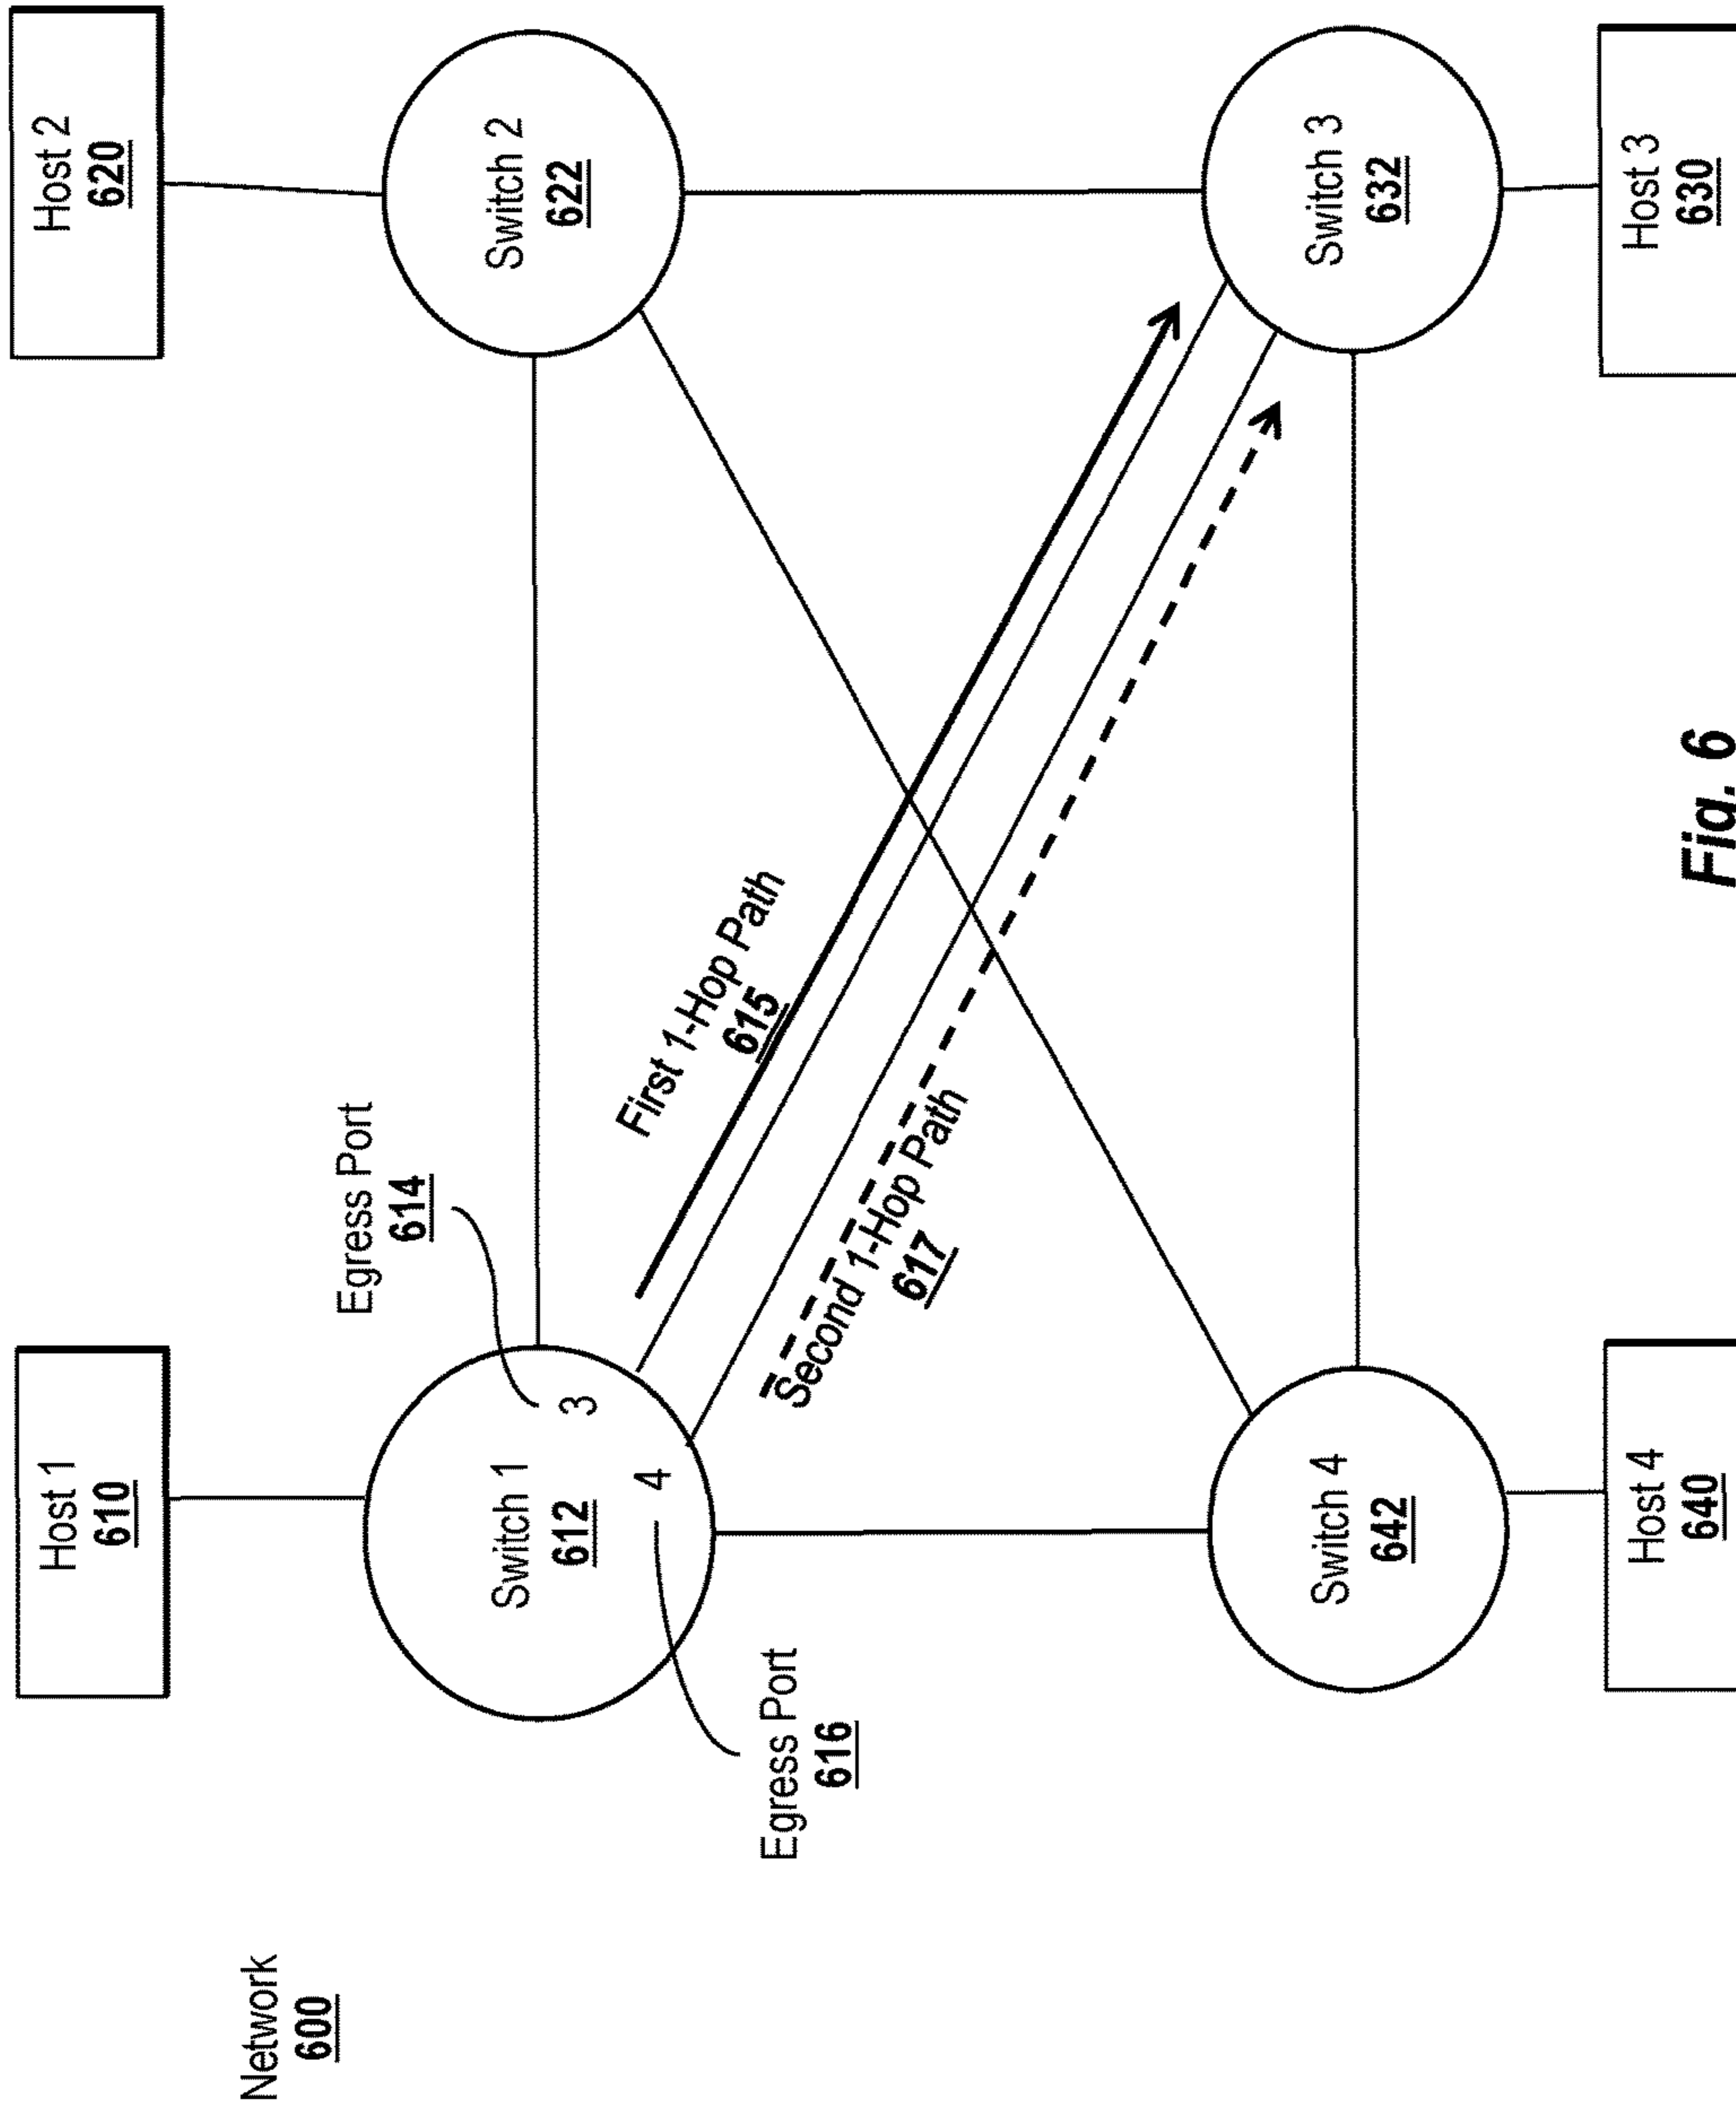 Network
600
Host 1
610
Host 2
620
Egress Port
614
Switch 1
612
3
4
Switch 2
622
First 1-Hop Path
615
Egress Port
616
Second 1-Hop Path
617
Switch 4
642
Switch 3
632
Host 4
640
Host 3
630
Fig. 6